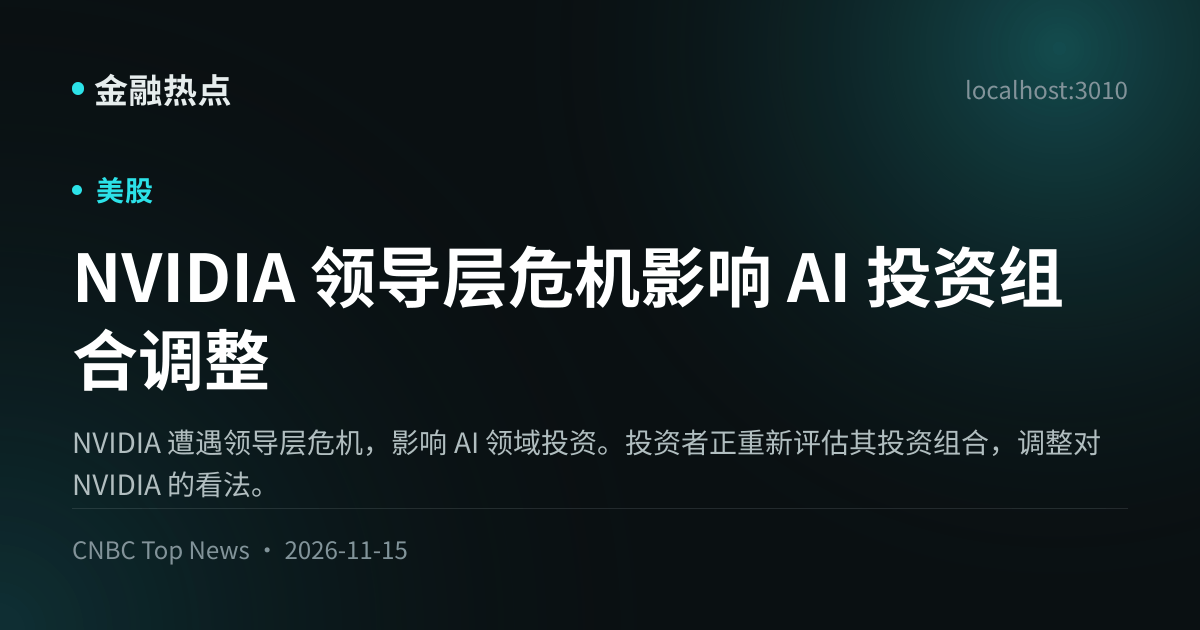 金融热点
localhost:3010
美股
NVIDIA 领导层危机影响 AI 投资组
合调整
NVIDIA 遭遇领导层危机，影响 AI 领域投资。投资者正重新评估其投资组合，调整对
NVIDIA 的看法。
CNBC Top News • 2026-11-15